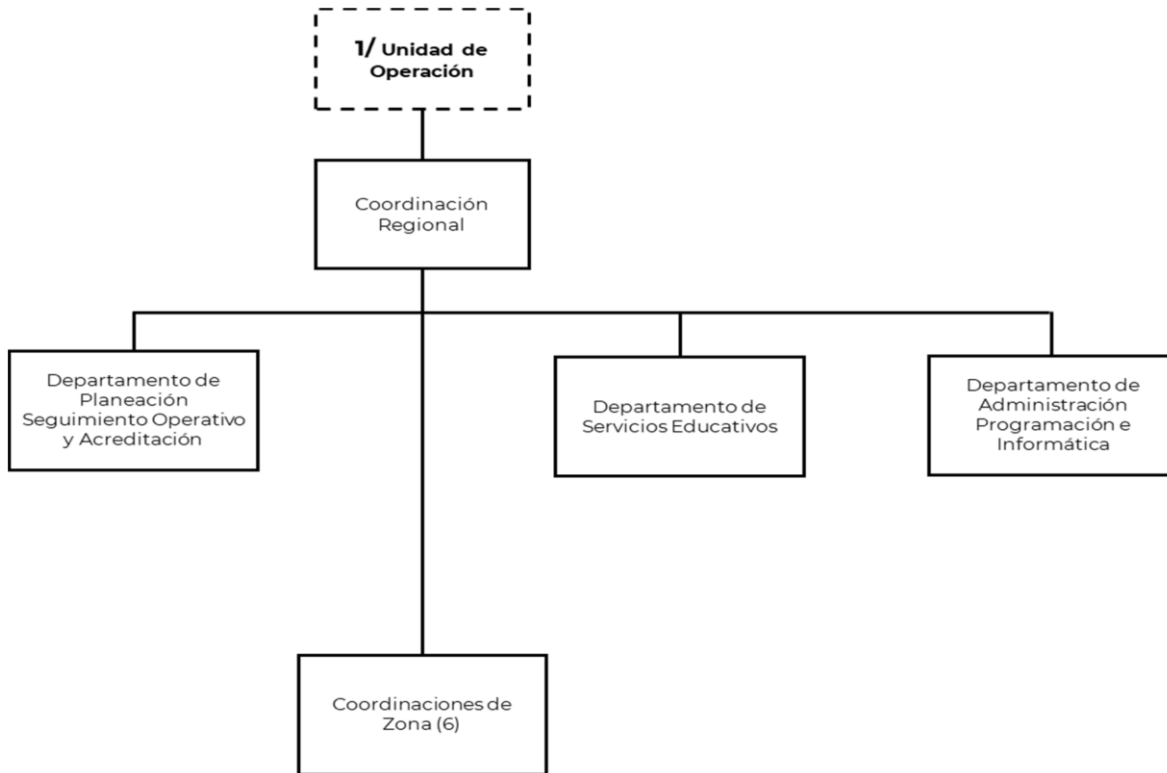 1/ Unidad de
Operación
Coordinación
Regional
Departamento de
Planeación
Seguimiento Operativo
y Acreditación
Departamento de
Servicios Educativos
Departamento de
Administración
Programación e
Informática
Coordinaciones de
Zona (6)